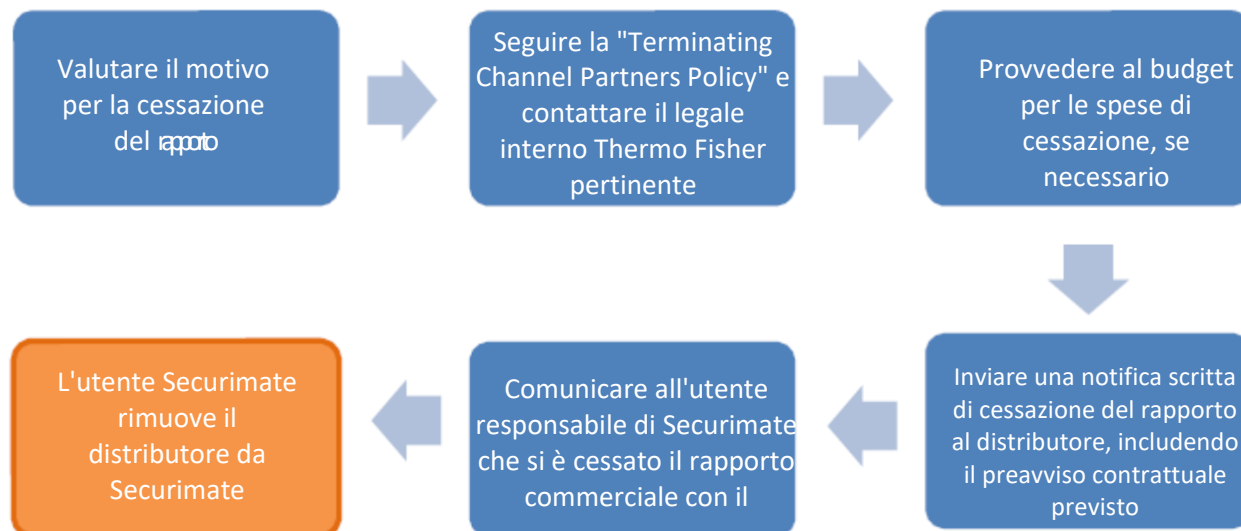 Valutare il motivo
per la cessazione
del rapporto
Seguire la "Terminating
Channel Partners Policy" e
contattare il legale
interno Thermo Fisher
pertinente
Provvedere al budget
per le spese di
cessazione, se
necessario
Inviare una notifica scritta
di cessazione del rapporto
al distributore, includendo
il preavviso contrattuale
previsto
Comunicare all'utente
responsabile di Securimate
che si è cessato il rapporto
commerciale con il
L'utente Securimate
rimuove il
distributore da
Securimate